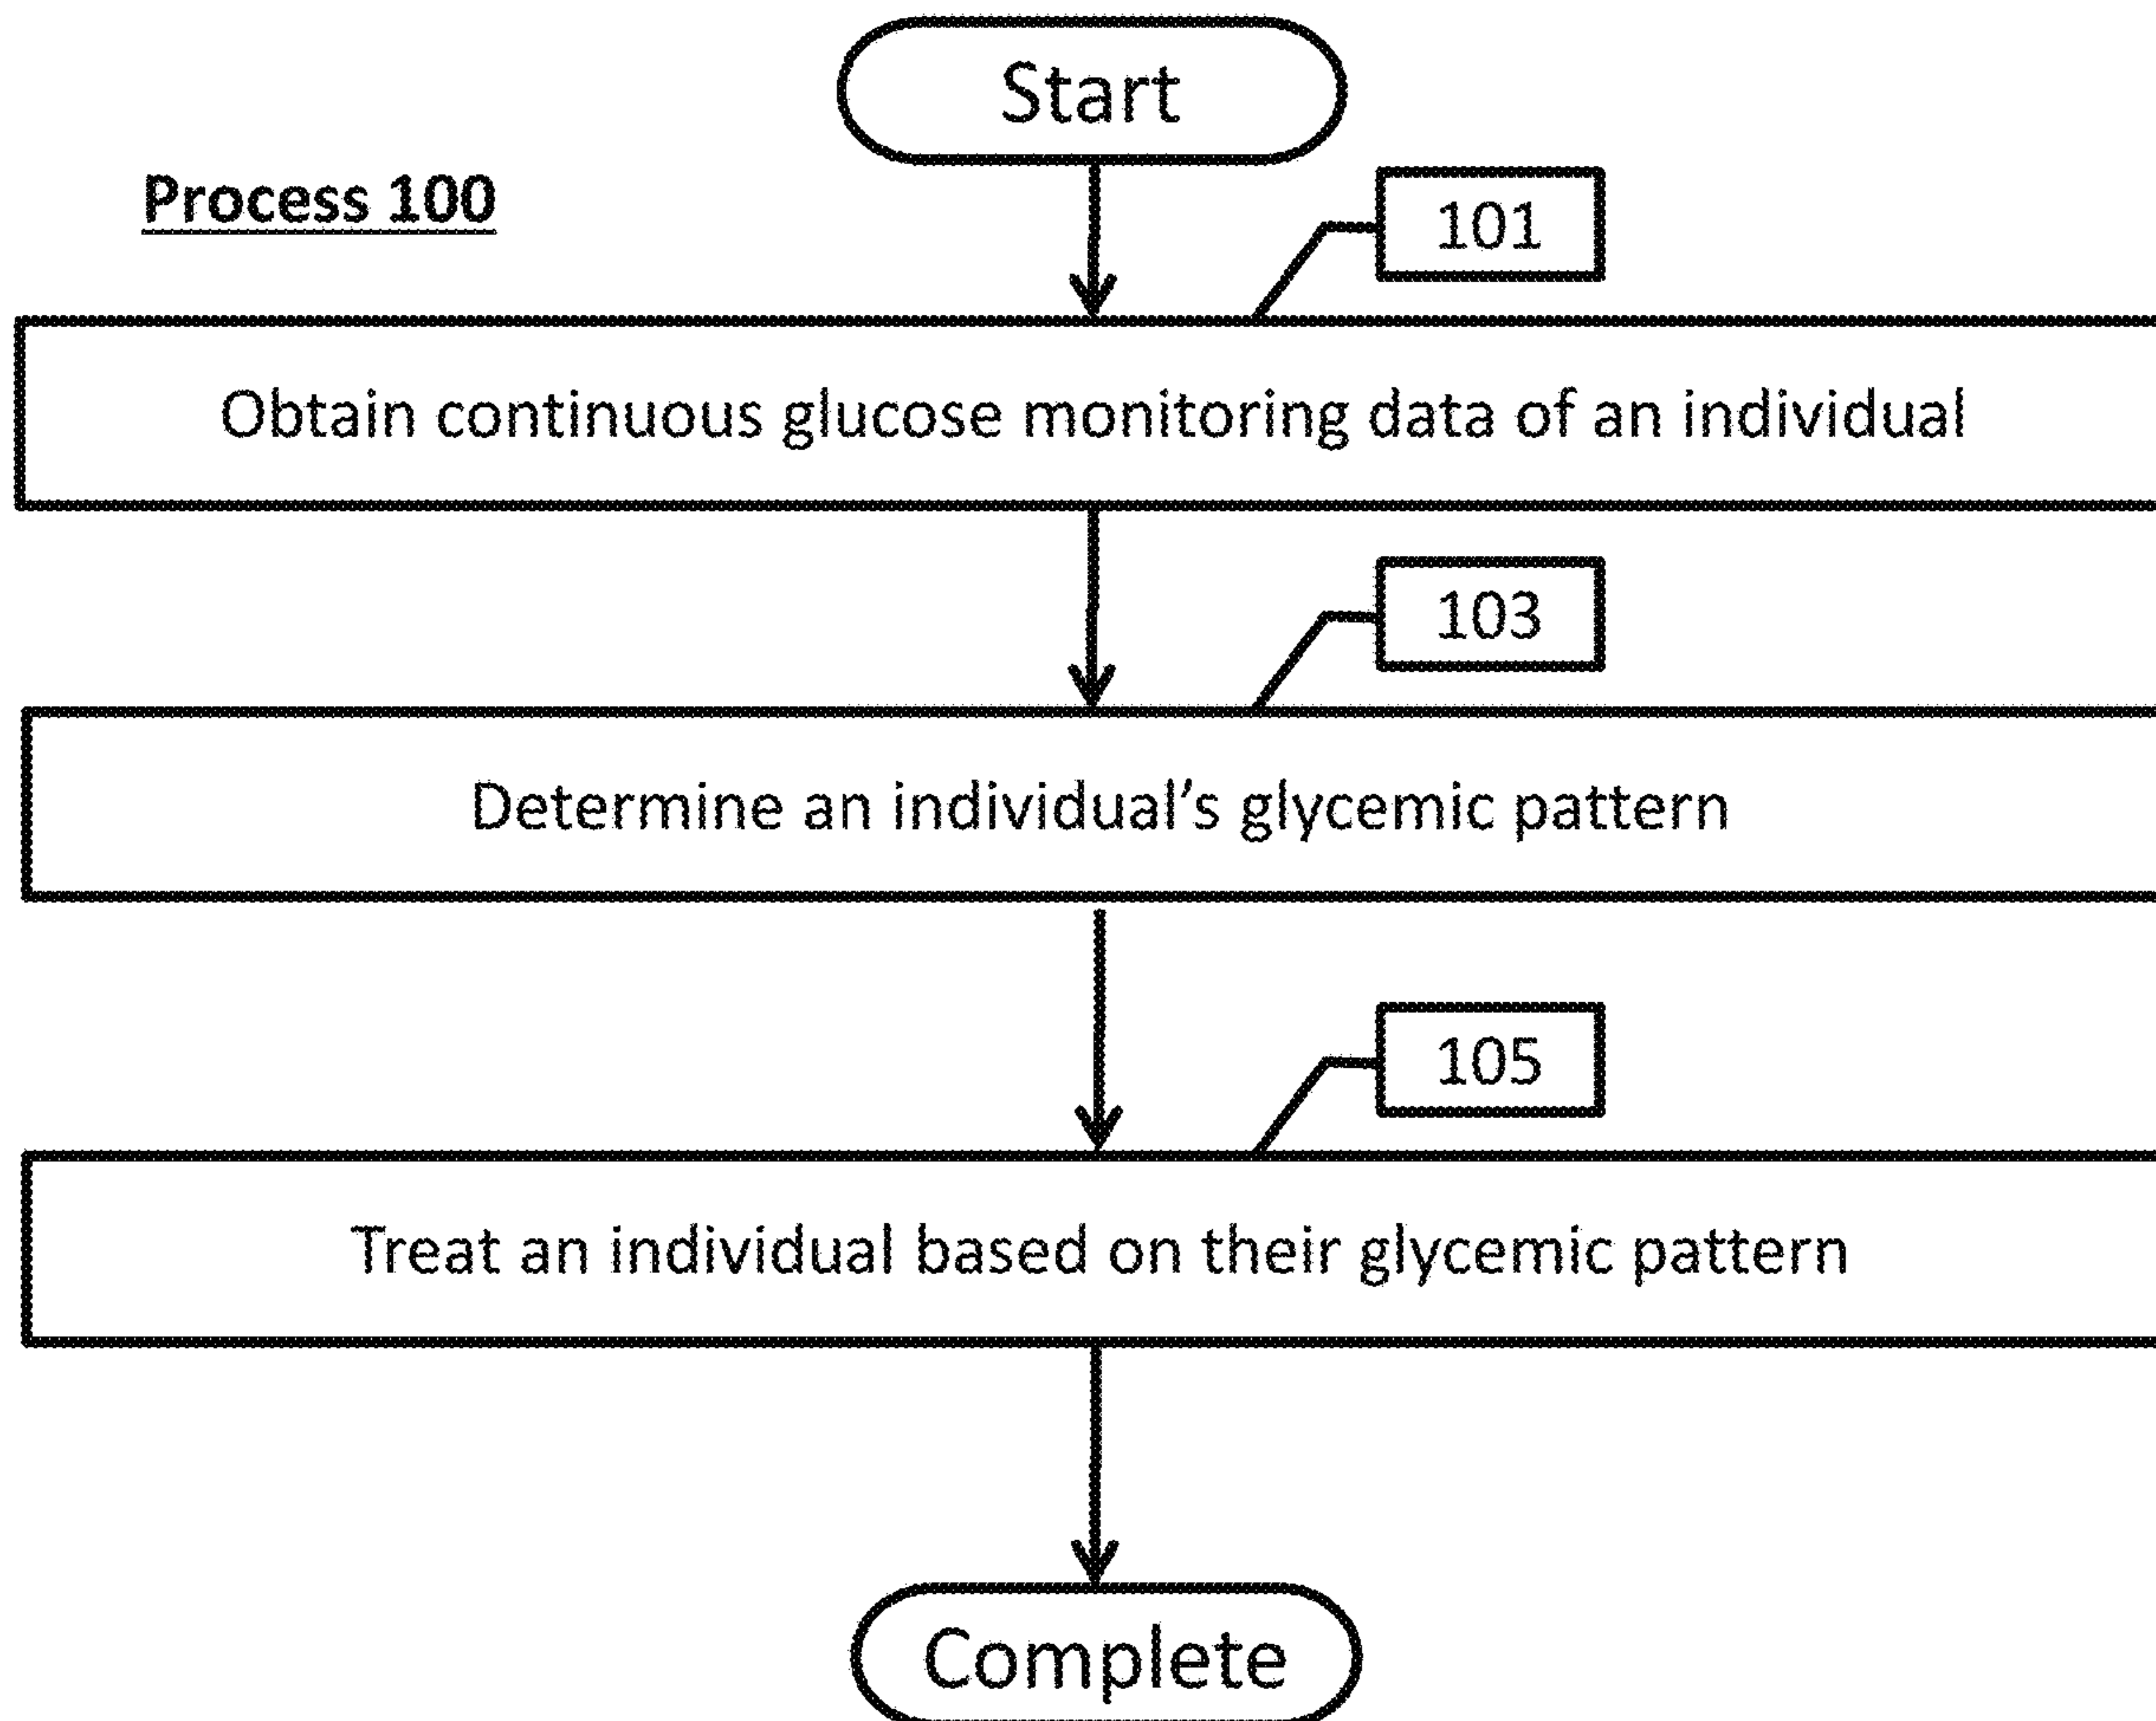 Start
Process 100
101
Obtain continuous glucose monitoring data of an individual
103
Determine an individual’s glycemic pattern
105
Treat an individual based on their glycemic pattern
Complete